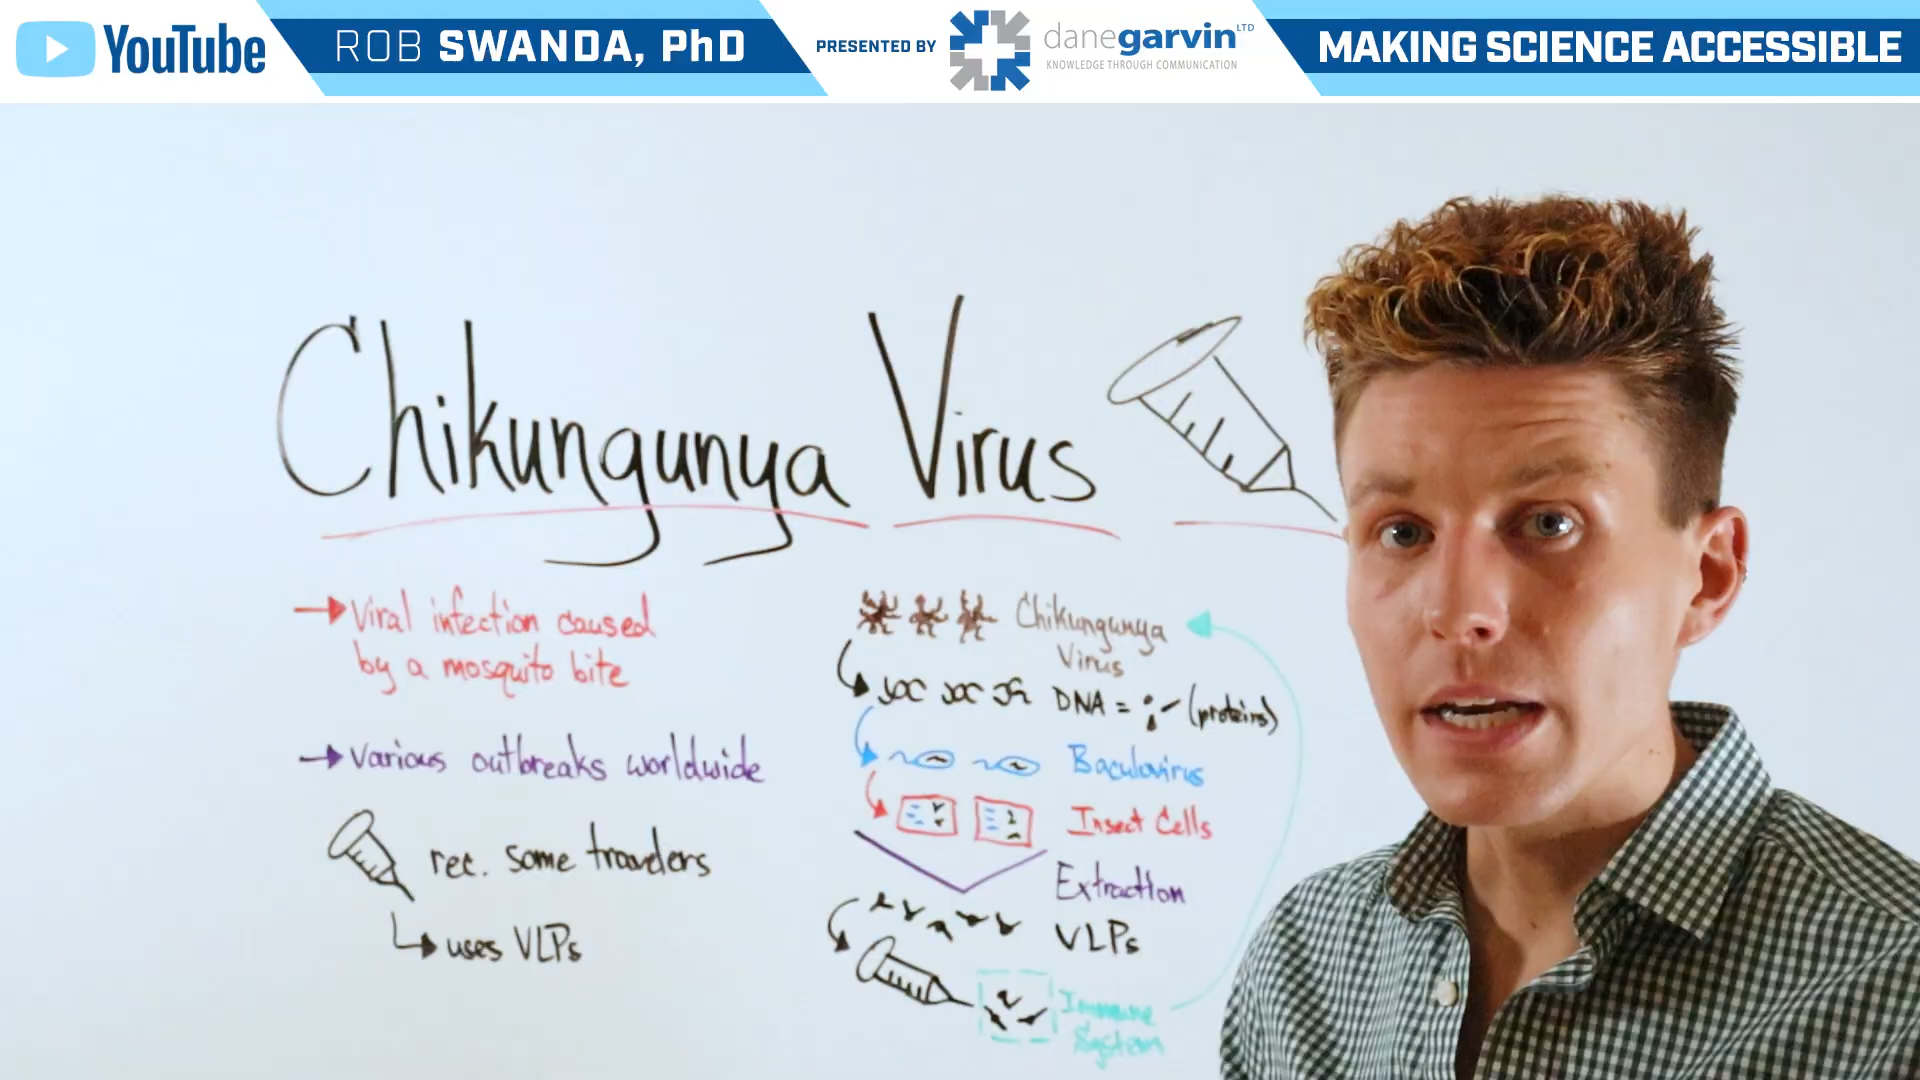 YouTube
ROB SWANDA, PhD
PRESENTED BY
danegarvin LTD
KNOWLEDGE THROUGH COMMUNICATION
MAKING SCIENCE ACCESSIBLE
Chikungunya Virus
Viral infection caused
by a mosquito bite
various outbreaks worldwide
rec. some travelers
uses VLPs
Chikungunya
Virus
DNA = (proteins)
Baculovirus
Insect Cells
Extraction
VLPs
Immune
System